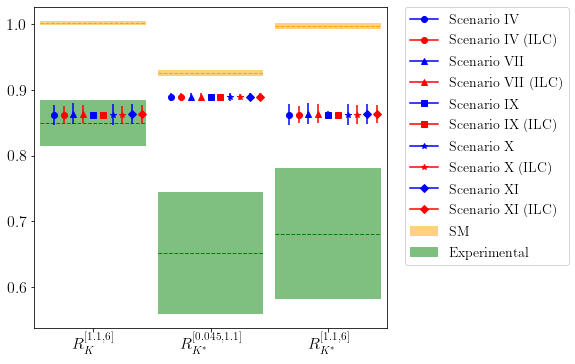 1.0
0.9
0.8
0.7
0.6
R_K^{[1.1,6]}
R_{K^*}^{[0.045,1.1]}
R_{K^*}^{[1.1,6]}
Scenario IV
Scenario IV (ILC)
Scenario VII
Scenario VII (ILC)
Scenario IX
Scenario IX (ILC)
Scenario X
Scenario X (ILC)
Scenario XI
Scenario XI (ILC)
SM
Experimental